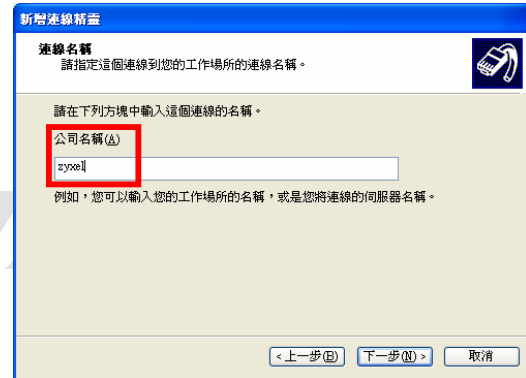 新增連線精靈
連線名稱
請指定這個連線到您的工作場所的連線名稱。
請在下列方塊中輸入這個連線的名稱。
公司名稱(A)
zyxel
例如，您可以輸入您的工作場所的名稱，或是您將連線的伺服器名稱。
<上一步(B) 下一步(N)> 取消